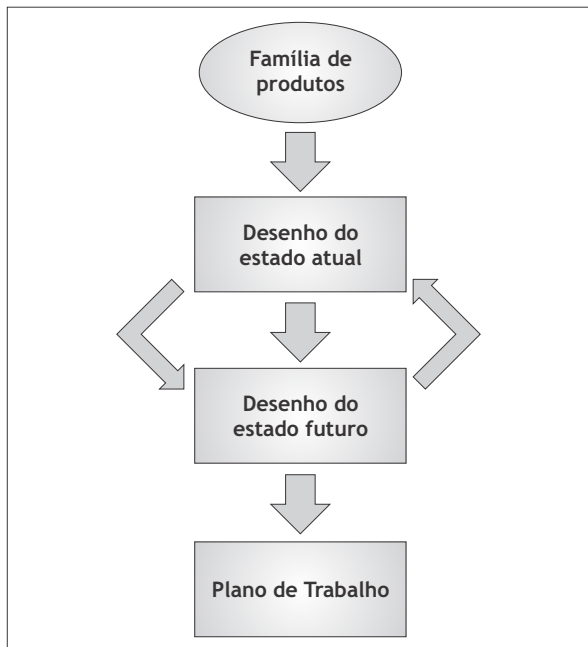 Família de
produtos
Desenho do
estado atual
Desenho do
estado futuro
Plano de Trabalho